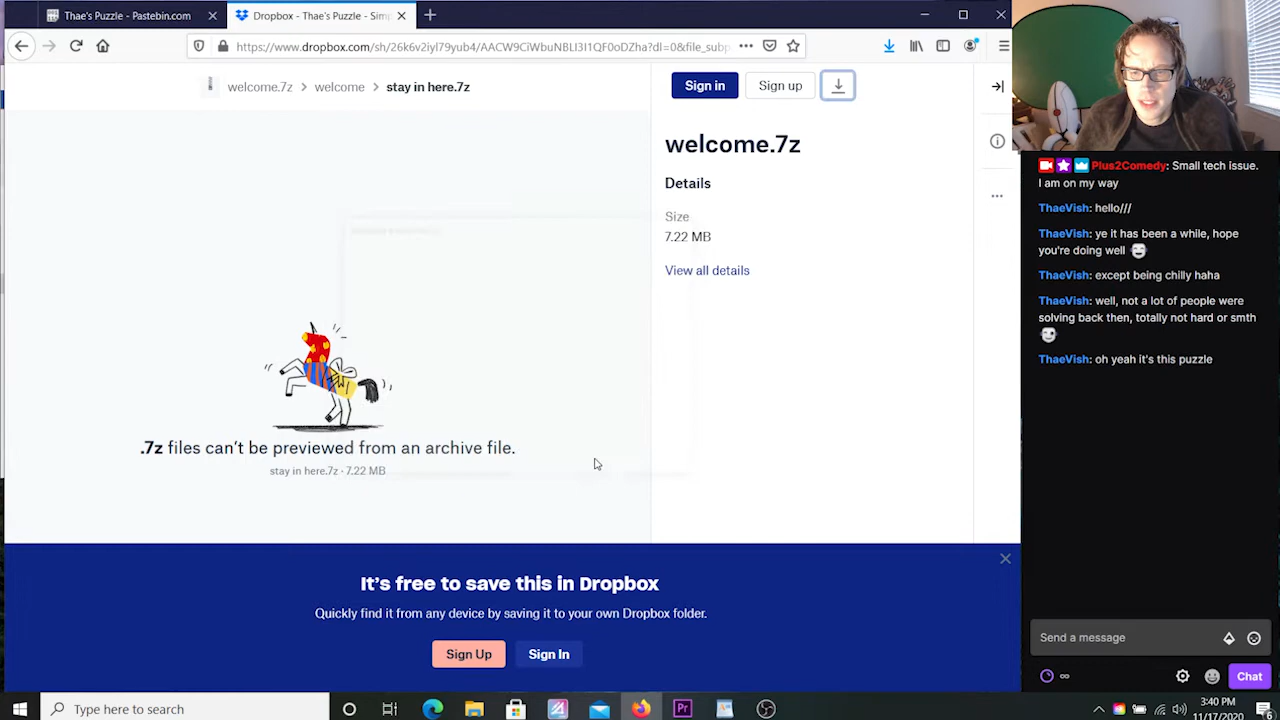 Thae's Puzzle - Pastebin.com
Dropbox - Thae's Puzzle - Sim
https://www.dropbox.com/sh/26k6v2iyl79yub4/AACW9CiWbuNBLI3I1QF0oDZha?dl=0&file_sub
welcome.7z > welcome > stay in here.7z
Sign in
Sign up
welcome.7z
Details
Size
7.22 MB
View all details
.7z files can't be previewed from an archive file.
stay in here.7z · 7.22 MB
It's free to save this in Dropbox
Quickly find it from any device by saving it to your own Dropbox folder.
Sign Up
Sign In
Plus2Comedy: Small tech issue.
I am on my way
ThaeVish: hello///
ThaeVish: ye it has been a while, hope
you're doing well
ThaeVish: except being chilly haha
ThaeVish: well, not a lot of people were
solving back then, totally not hard or smth
ThaeVish: oh yeah it's this puzzle
Send a message
Chat
Type here to search
3:40 PM
11/17/2020